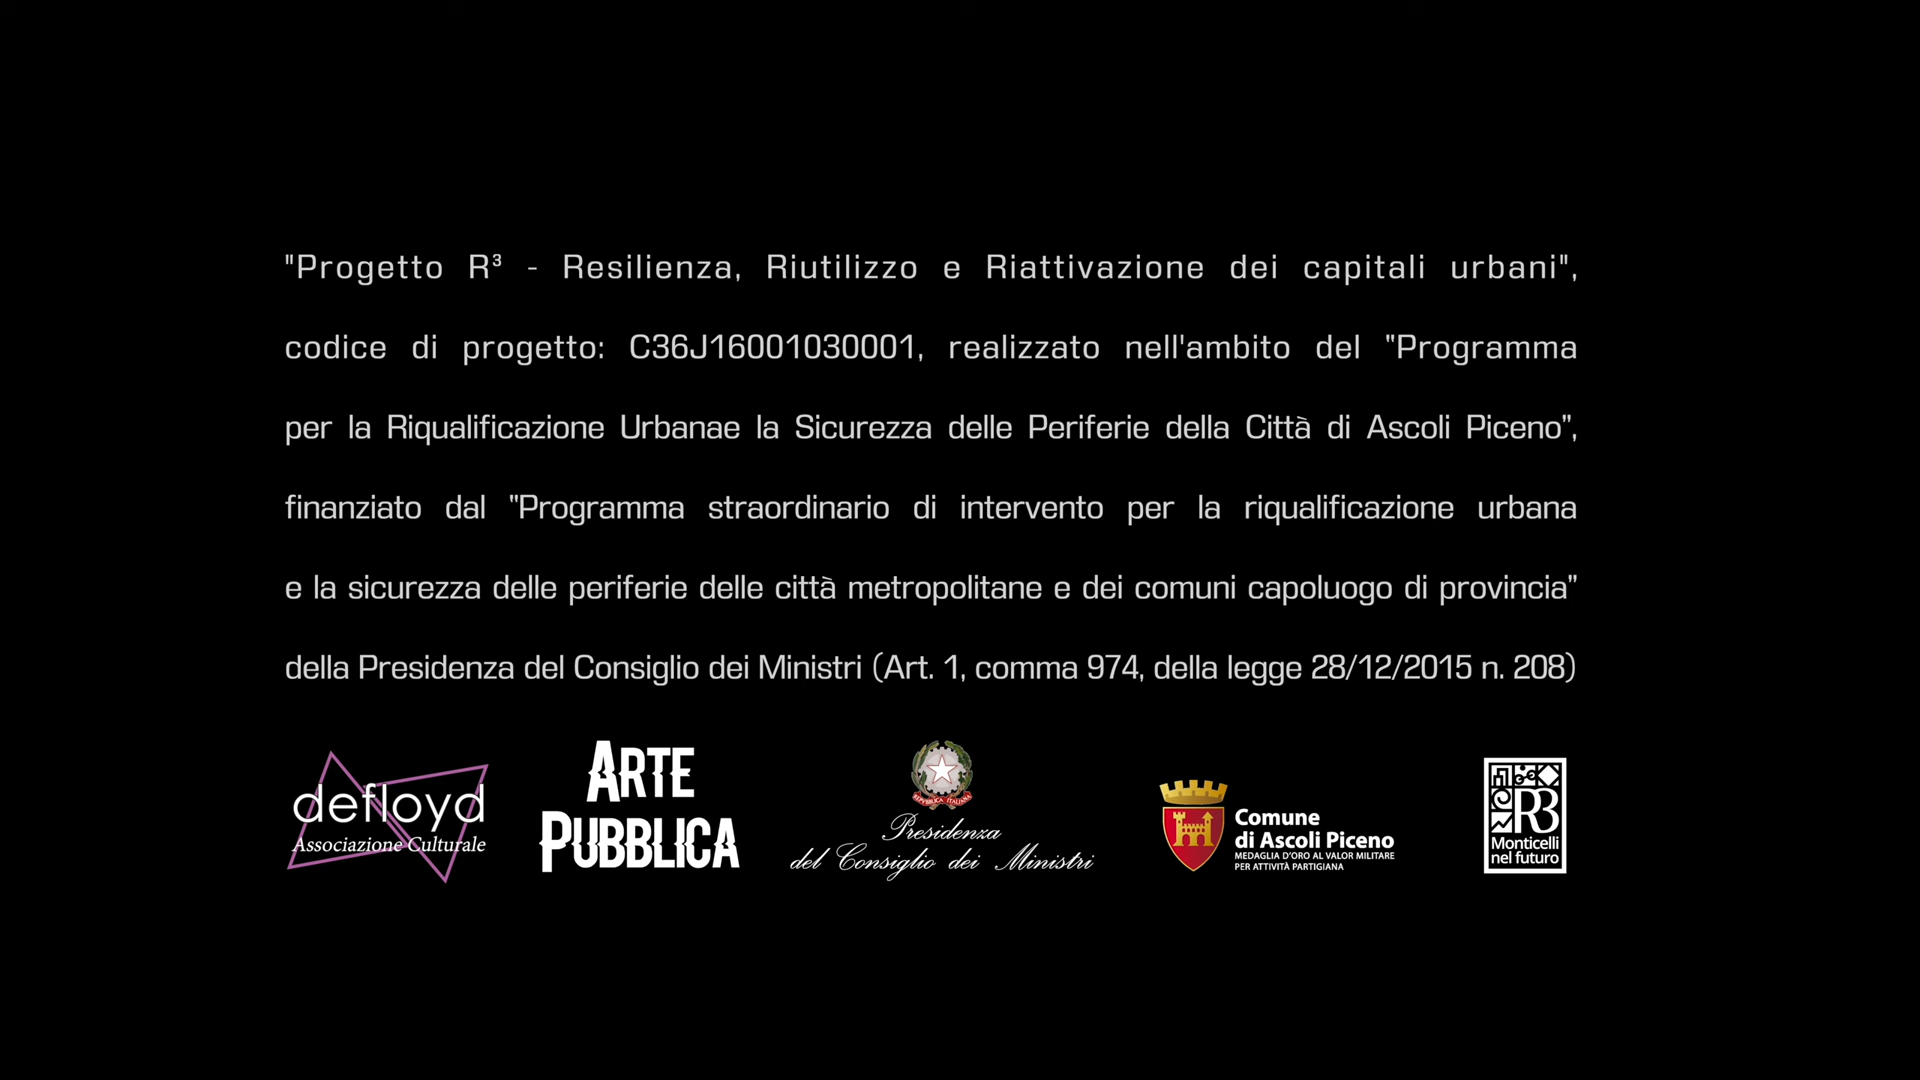 "Progetto R³ - Resilienza, Riutilizzo e Riattivazione dei capitali urbani",
codice di progetto: C36J16001030001, realizzato nell'ambito del "Programma
per la Riqualificazione Urbanae la Sicurezza delle Periferie della Città di Ascoli Piceno",
finanziato dal "Programma straordinario di intervento per la riqualificazione urbana
e la sicurezza delle periferie delle città metropolitane e dei comuni capoluogo di provincia"
della Presidenza del Consiglio dei Ministri (Art. 1, comma 974, della legge 28/12/2015 n. 208)
defloyd
Associazione Culturale
ARTE
PUBBLICA
REPVBBLICA ITALIANA
Presidenza
del Consiglio dei Ministri
Comune
di Ascoli Piceno
MEDAGLIA D'ORO AL VALOR MILITARE
PER ATTIVITÀ PARTIGIANA
R3
Monticelli
nel futuro